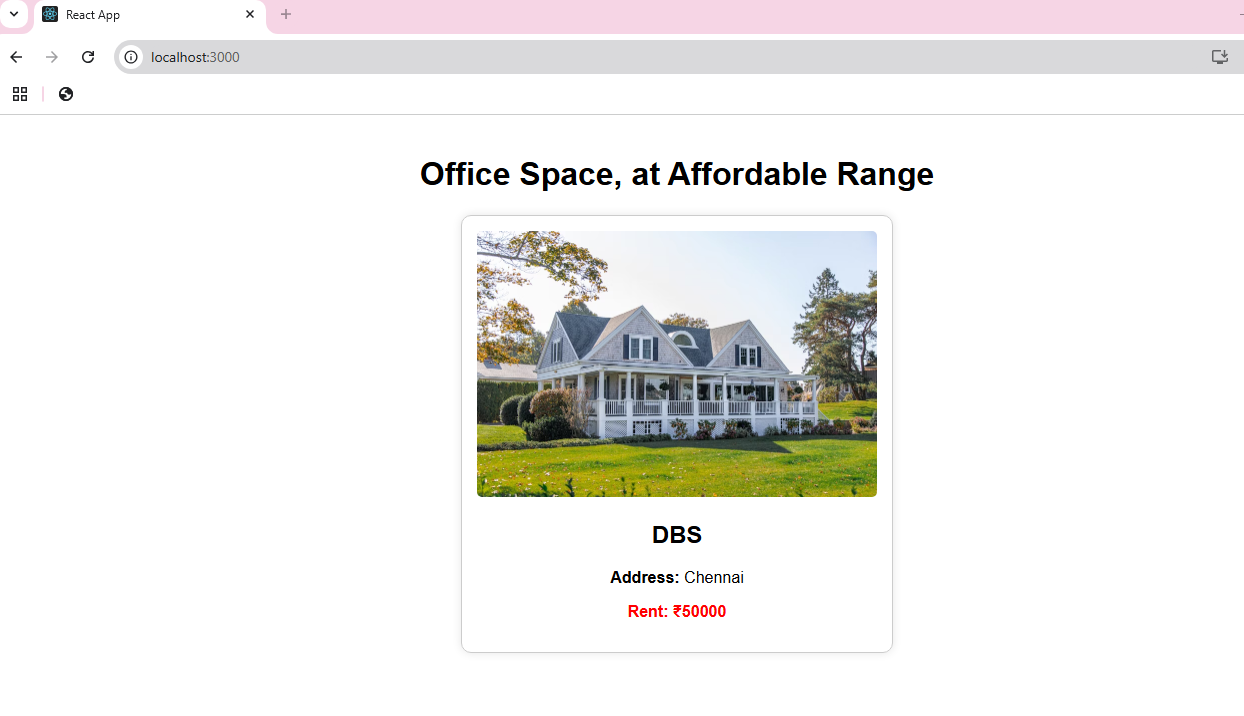 React App
localhost:3000
Office Space, at Affordable Range
DBS
Address: Chennai
Rent: ₹50000